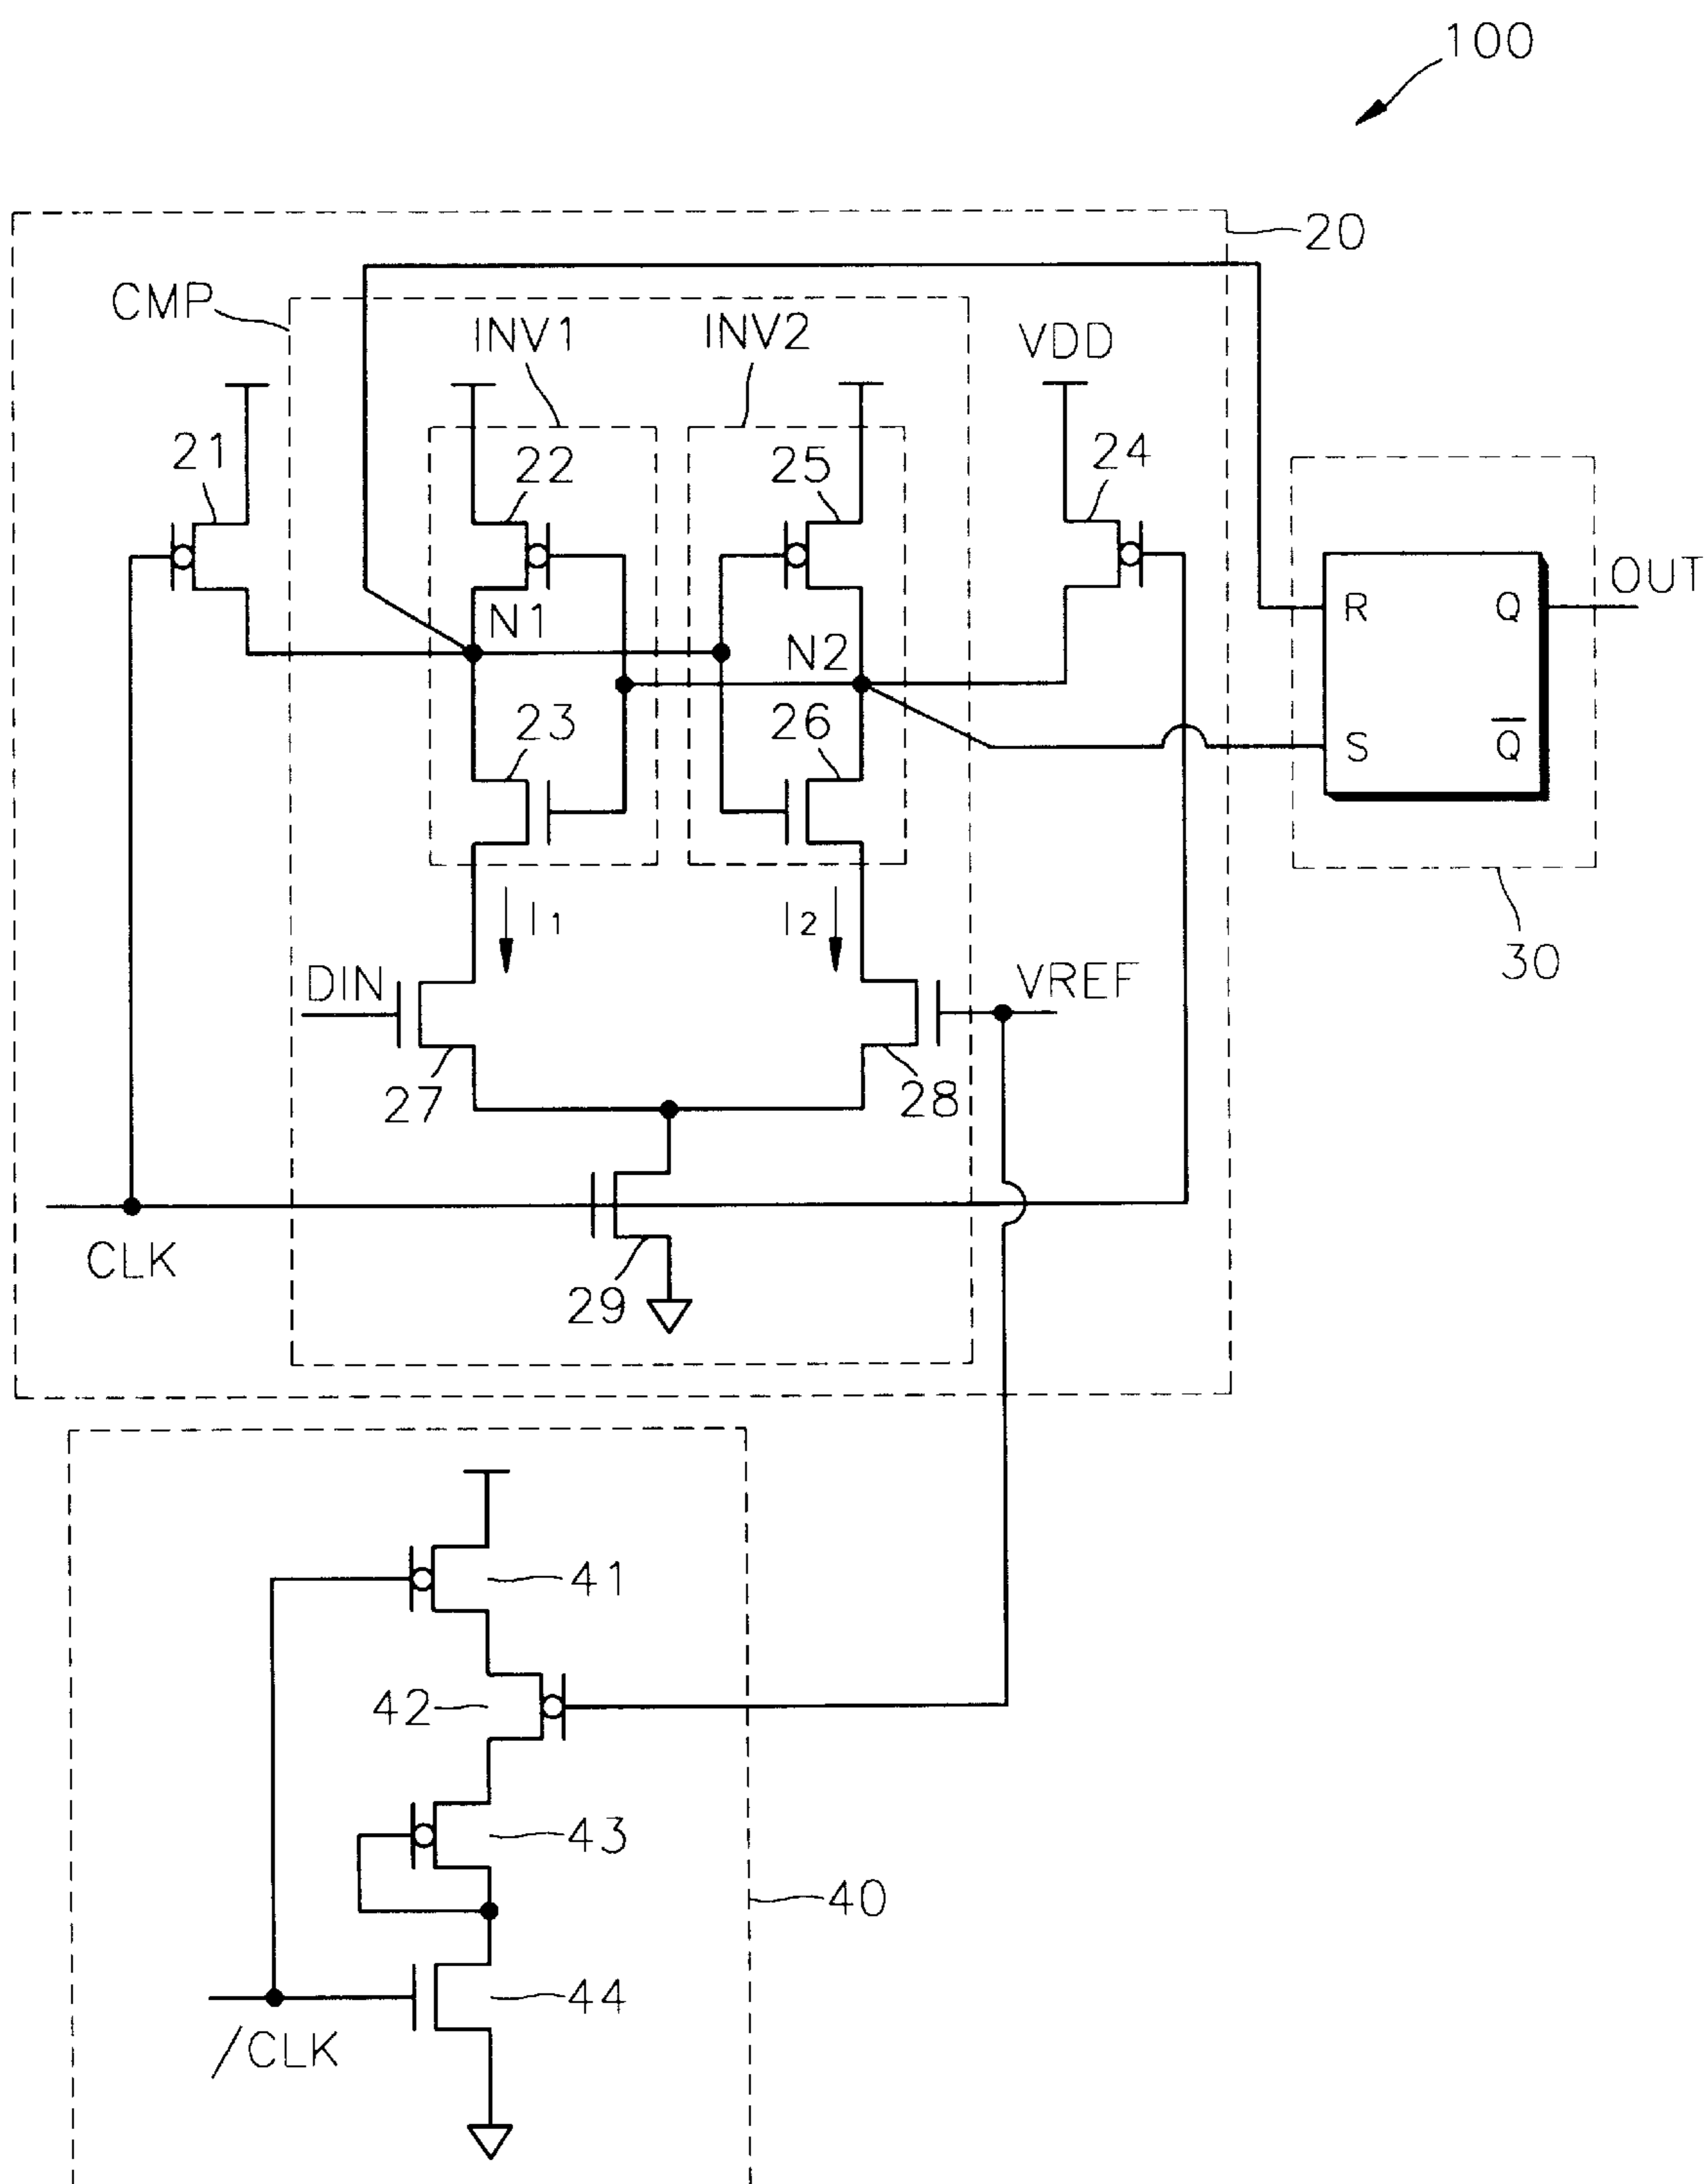 100
20
CMP
INV1
INV2
VDD
21
22
25
24
OUT
R
Q
N1
N2
S
Q
23
26
I1
I2
30
DIN
VREF
27
28
CLK
29
41
42
43
40
44
/CLK